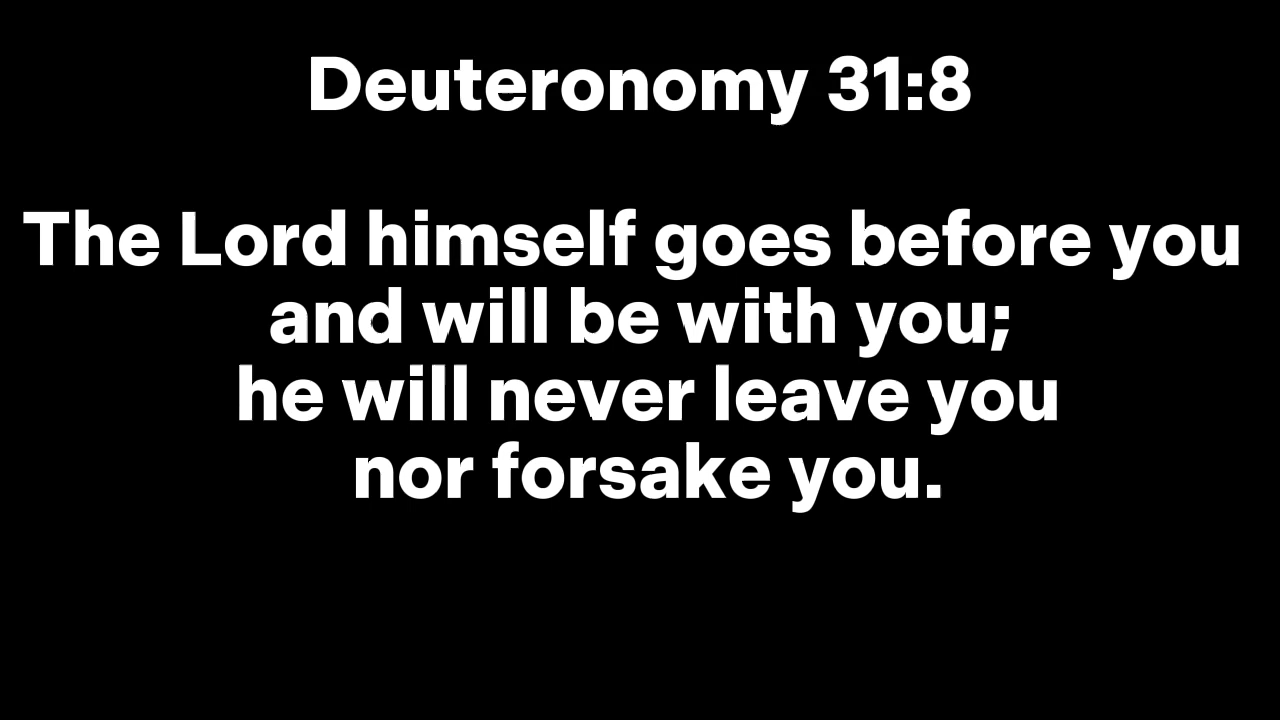 Deuteronomy 31:8
The Lord himself goes before you
and will be with you;
he will never leave you
nor forsake you.